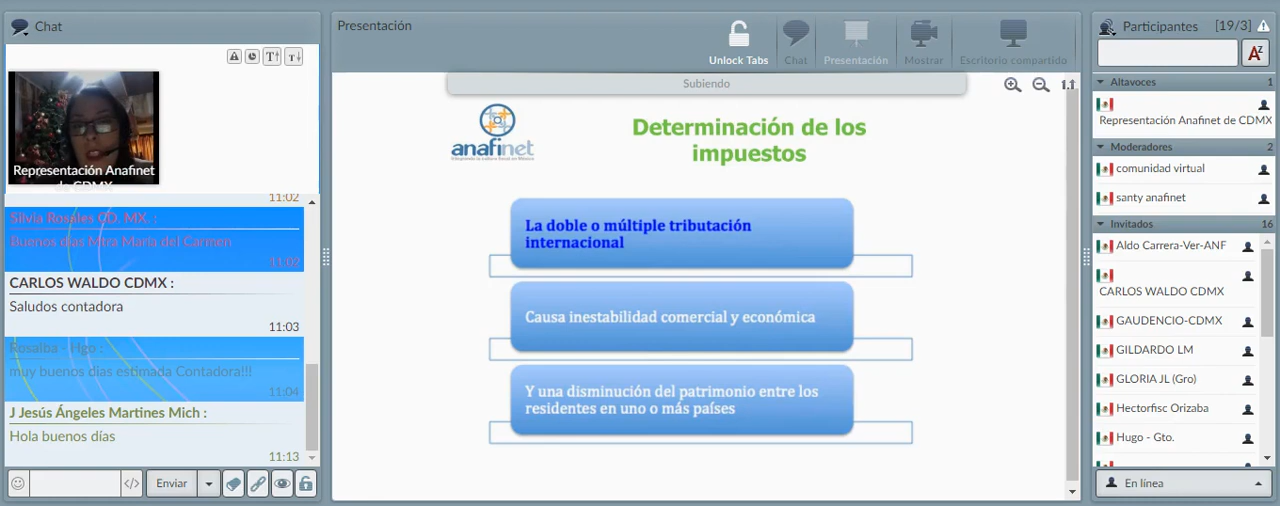 Chat
Representación Anafinet
de CDMX
11:02
Silvia Rosales CD. MX. :
Buenos días Mtra María del Carmen
11:02
CARLOS WALDO CDMX :
Saludos contadora
11:03
Rosalba - Hgo :
muy buenos días estimada Contadora!!!
11:04
J Jesús Ángeles Martines Mich :
Hola buenos días
11:13
Enviar
Presentación
Unlock Tabs
Chat
Presentación
Mostrar
Escritorio compartido
Subiendo
1.1
anafinet
Determinación de los
impuestos
La doble o múltiple tributación
internacional
Causa inestabilidad comercial y económica
Y una disminución del patrimonio entre los
residentes en uno o más países
Participantes [19/3]
Altavoces 1
Representación Anafinet de CDMX
Moderadores 2
comunidad virtual
santy anafinet
Invitados 16
Aldo Carrera-Ver-ANF
CARLOS WALDO CDMX
GAUDENCIO-CDMX
GILDARDO LM
GLORIA JL (Gro)
Hectorfisc Orizaba
Hugo - Gto.
En línea